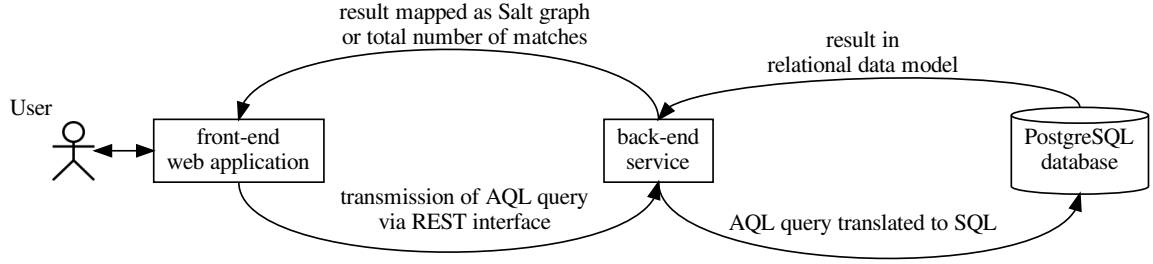 result mapped as Salt graph
or total number of matches
result in
relational data model
User
front-end
web application
back-end
service
PostgreSQL
database
transmission of AQL query
via REST interface
AQL query translated to SQL